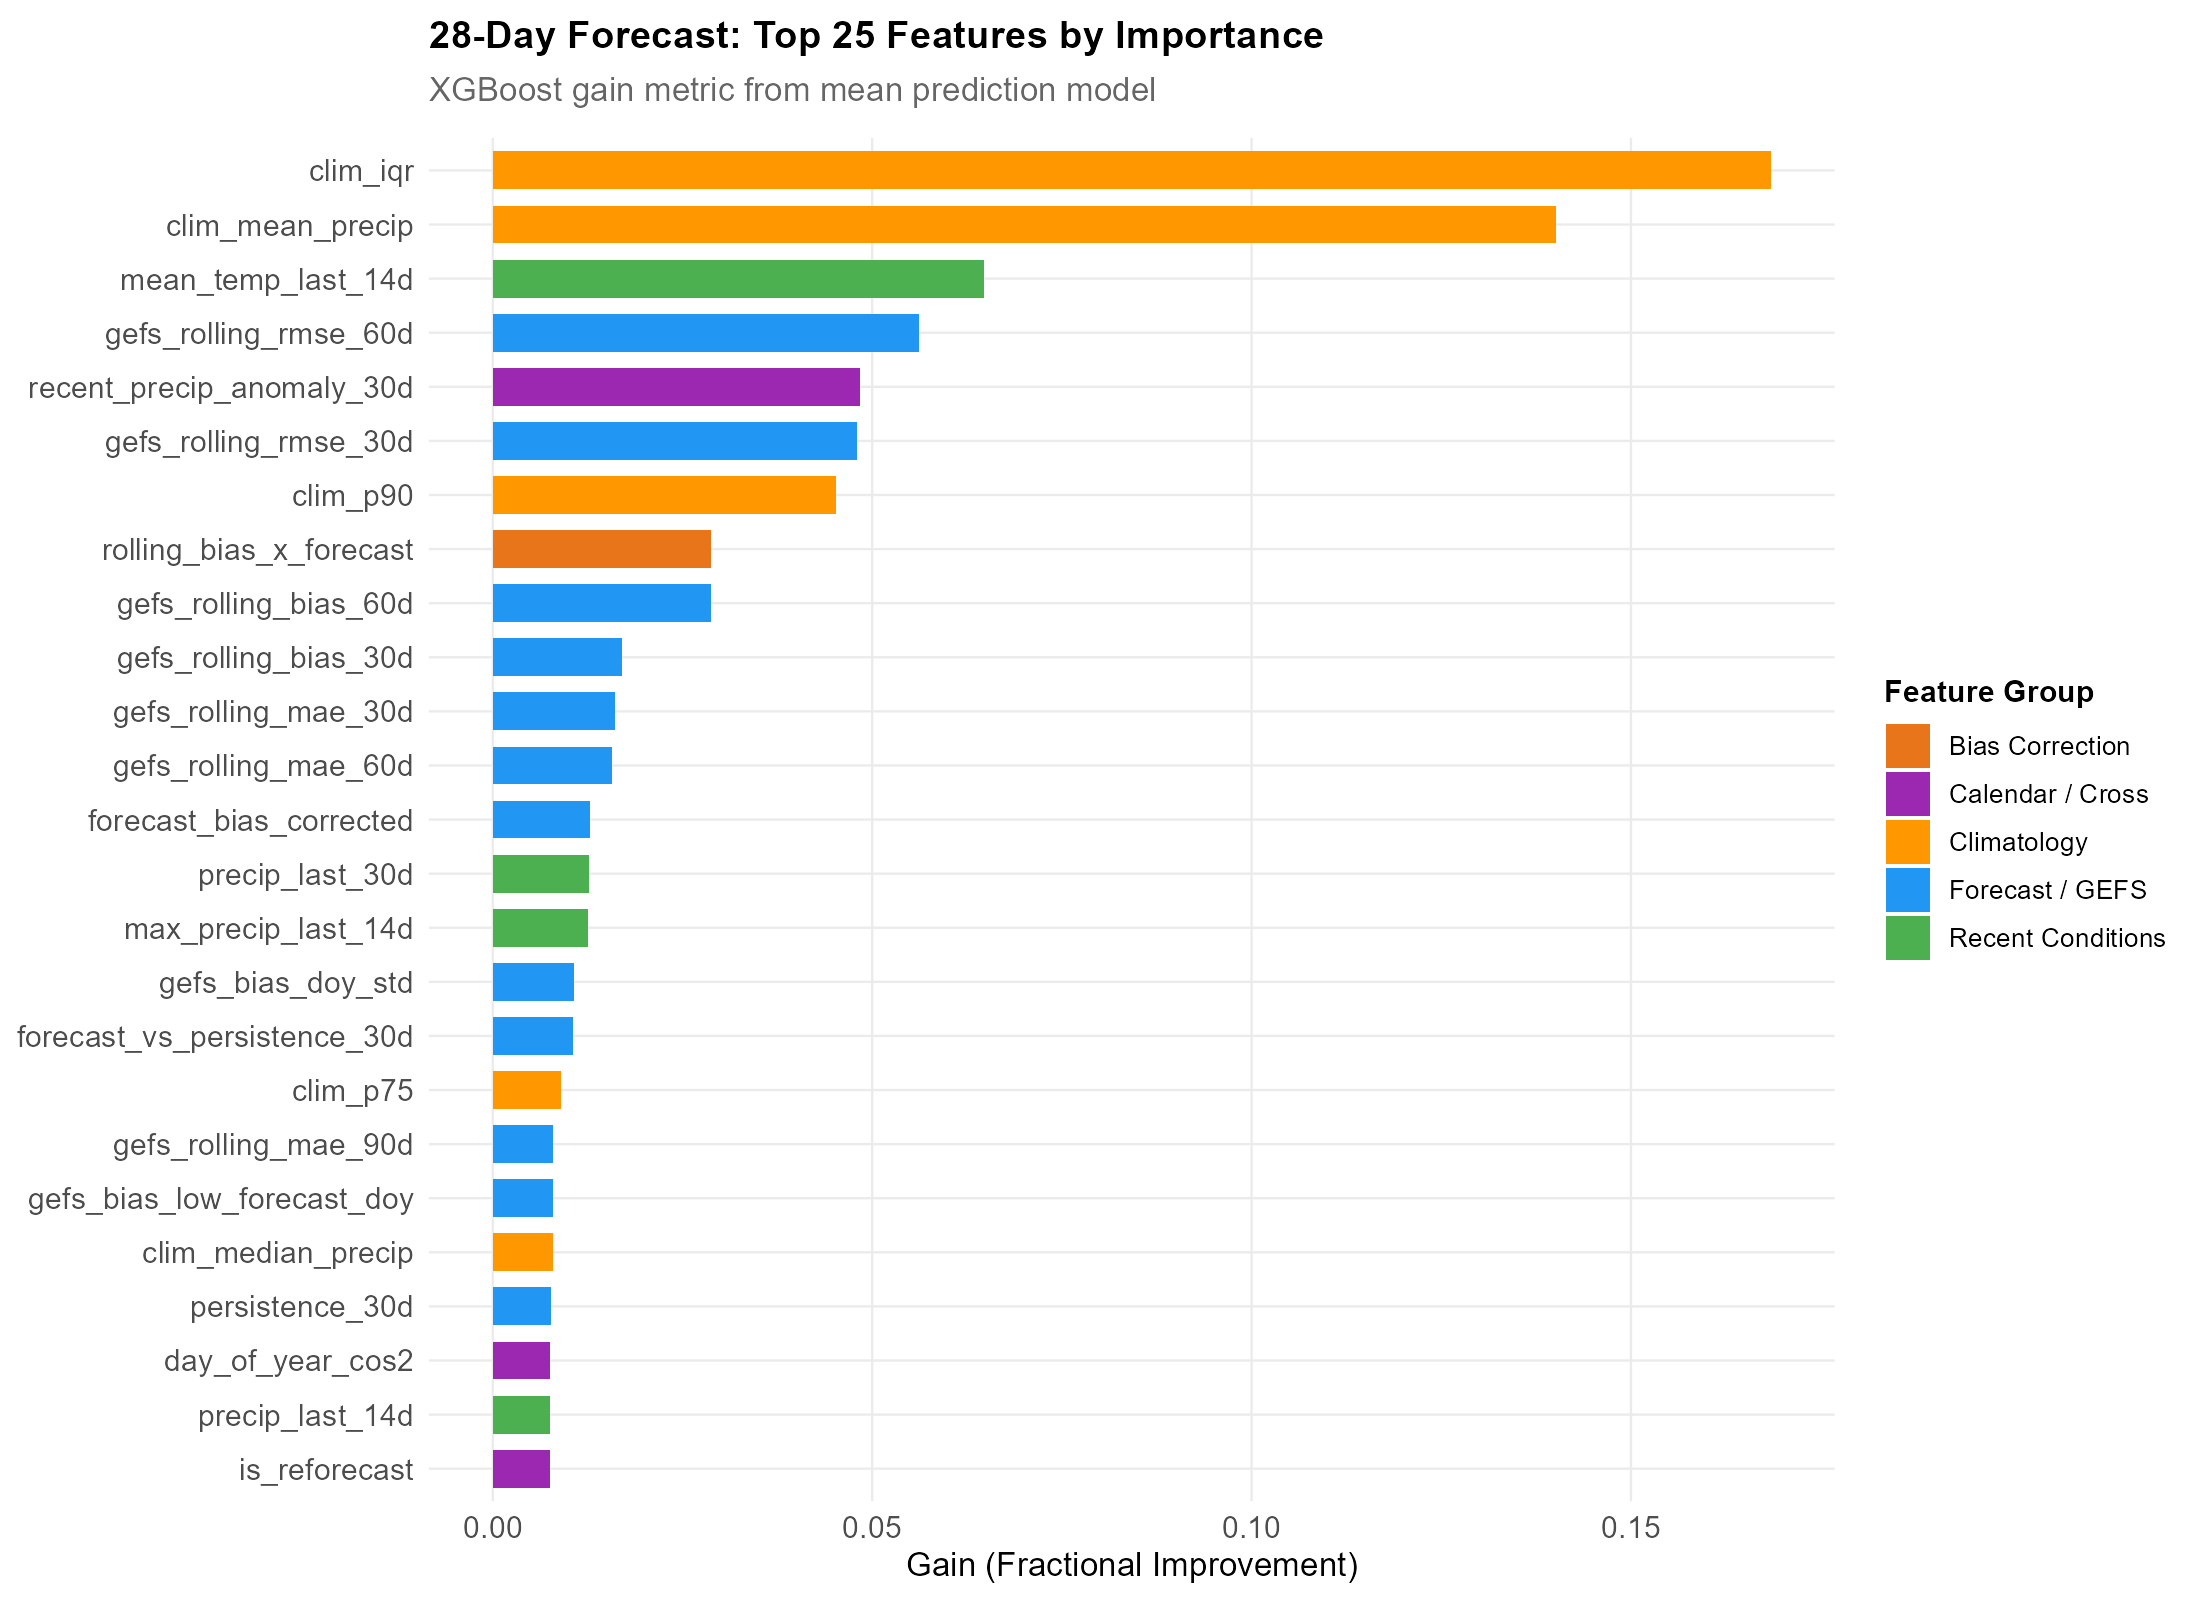 28-Day Forecast: Top 25 Features by Importance
XGBoost gain metric from mean prediction model
clim_iqr
clim_mean_precip
mean_temp_last_14d
gefs_rolling_rmse_60d
recent_precip_anomaly_30d
gefs_rolling_rmse_30d
clim_p90
rolling_bias_x_forecast
gefs_rolling_bias_60d
gefs_rolling_bias_30d
gefs_rolling_mae_30d
gefs_rolling_mae_60d
forecast_bias_corrected
precip_last_30d
max_precip_last_14d
gefs_bias_doy_std
forecast_vs_persistence_30d
clim_p75
gefs_rolling_mae_90d
gefs_bias_low_forecast_doy
clim_median_precip
persistence_30d
day_of_year_cos2
precip_last_14d
is_reforecast
0.00 0.05 0.10 0.15
Gain (Fractional Improvement)
Feature Group
Bias Correction
Calendar / Cross
Climatology
Forecast / GEFS
Recent Conditions